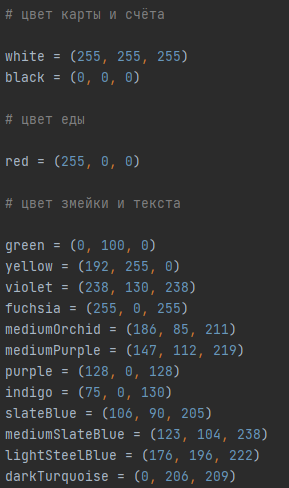 # цвет карты и счёта
white = (255, 255, 255)
black = (0, 0, 0)
# цвет еды
red = (255, 0, 0)
# цвет змейки и текста
green = (0, 100, 0)
yellow = (192, 255, 0)
violet = (238, 130, 238)
fuchsia = (255, 0, 255)
mediumOrchid = (186, 85, 211)
mediumPurple = (147, 112, 219)
purple = (128, 0, 128)
indigo = (75, 0, 130)
slateBlue = (106, 90, 205)
mediumSlateBlue = (123, 104, 238)
lightSteelBlue = (176, 196, 222)
darkTurquoise = (0, 206, 209)